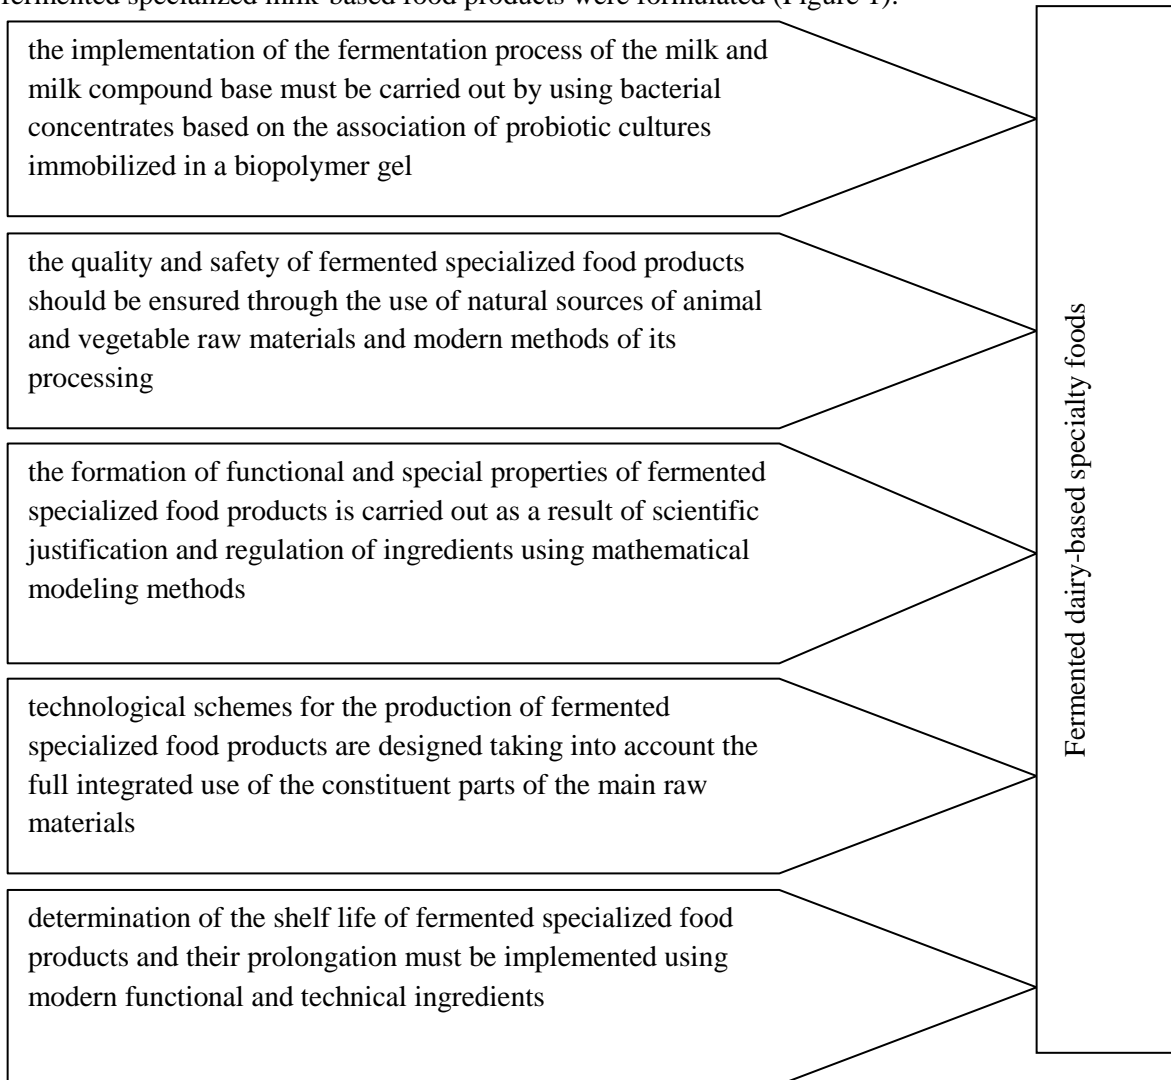 fermented specialized milk-based food products were formulated (Figure 1).
the implementation of the fermentation process of the milk and
milk compound base must be carried out by using bacterial
concentrates based on the association of probiotic cultures
immobilized in a biopolymer gel
the quality and safety of fermented specialized food products
should be ensured through the use of natural sources of animal
and vegetable raw materials and modern methods of its
processing
the formation of functional and special properties of fermented
specialized food products is carried out as a result of scientific
justification and regulation of ingredients using mathematical
modeling methods
technological schemes for the production of fermented
specialized food products are designed taking into account the
full integrated use of the constituent parts of the main raw
materials
determination of the shelf life of fermented specialized food
products and their prolongation must be implemented using
modern functional and technical ingredients
Fermented dairy-based specialty foods